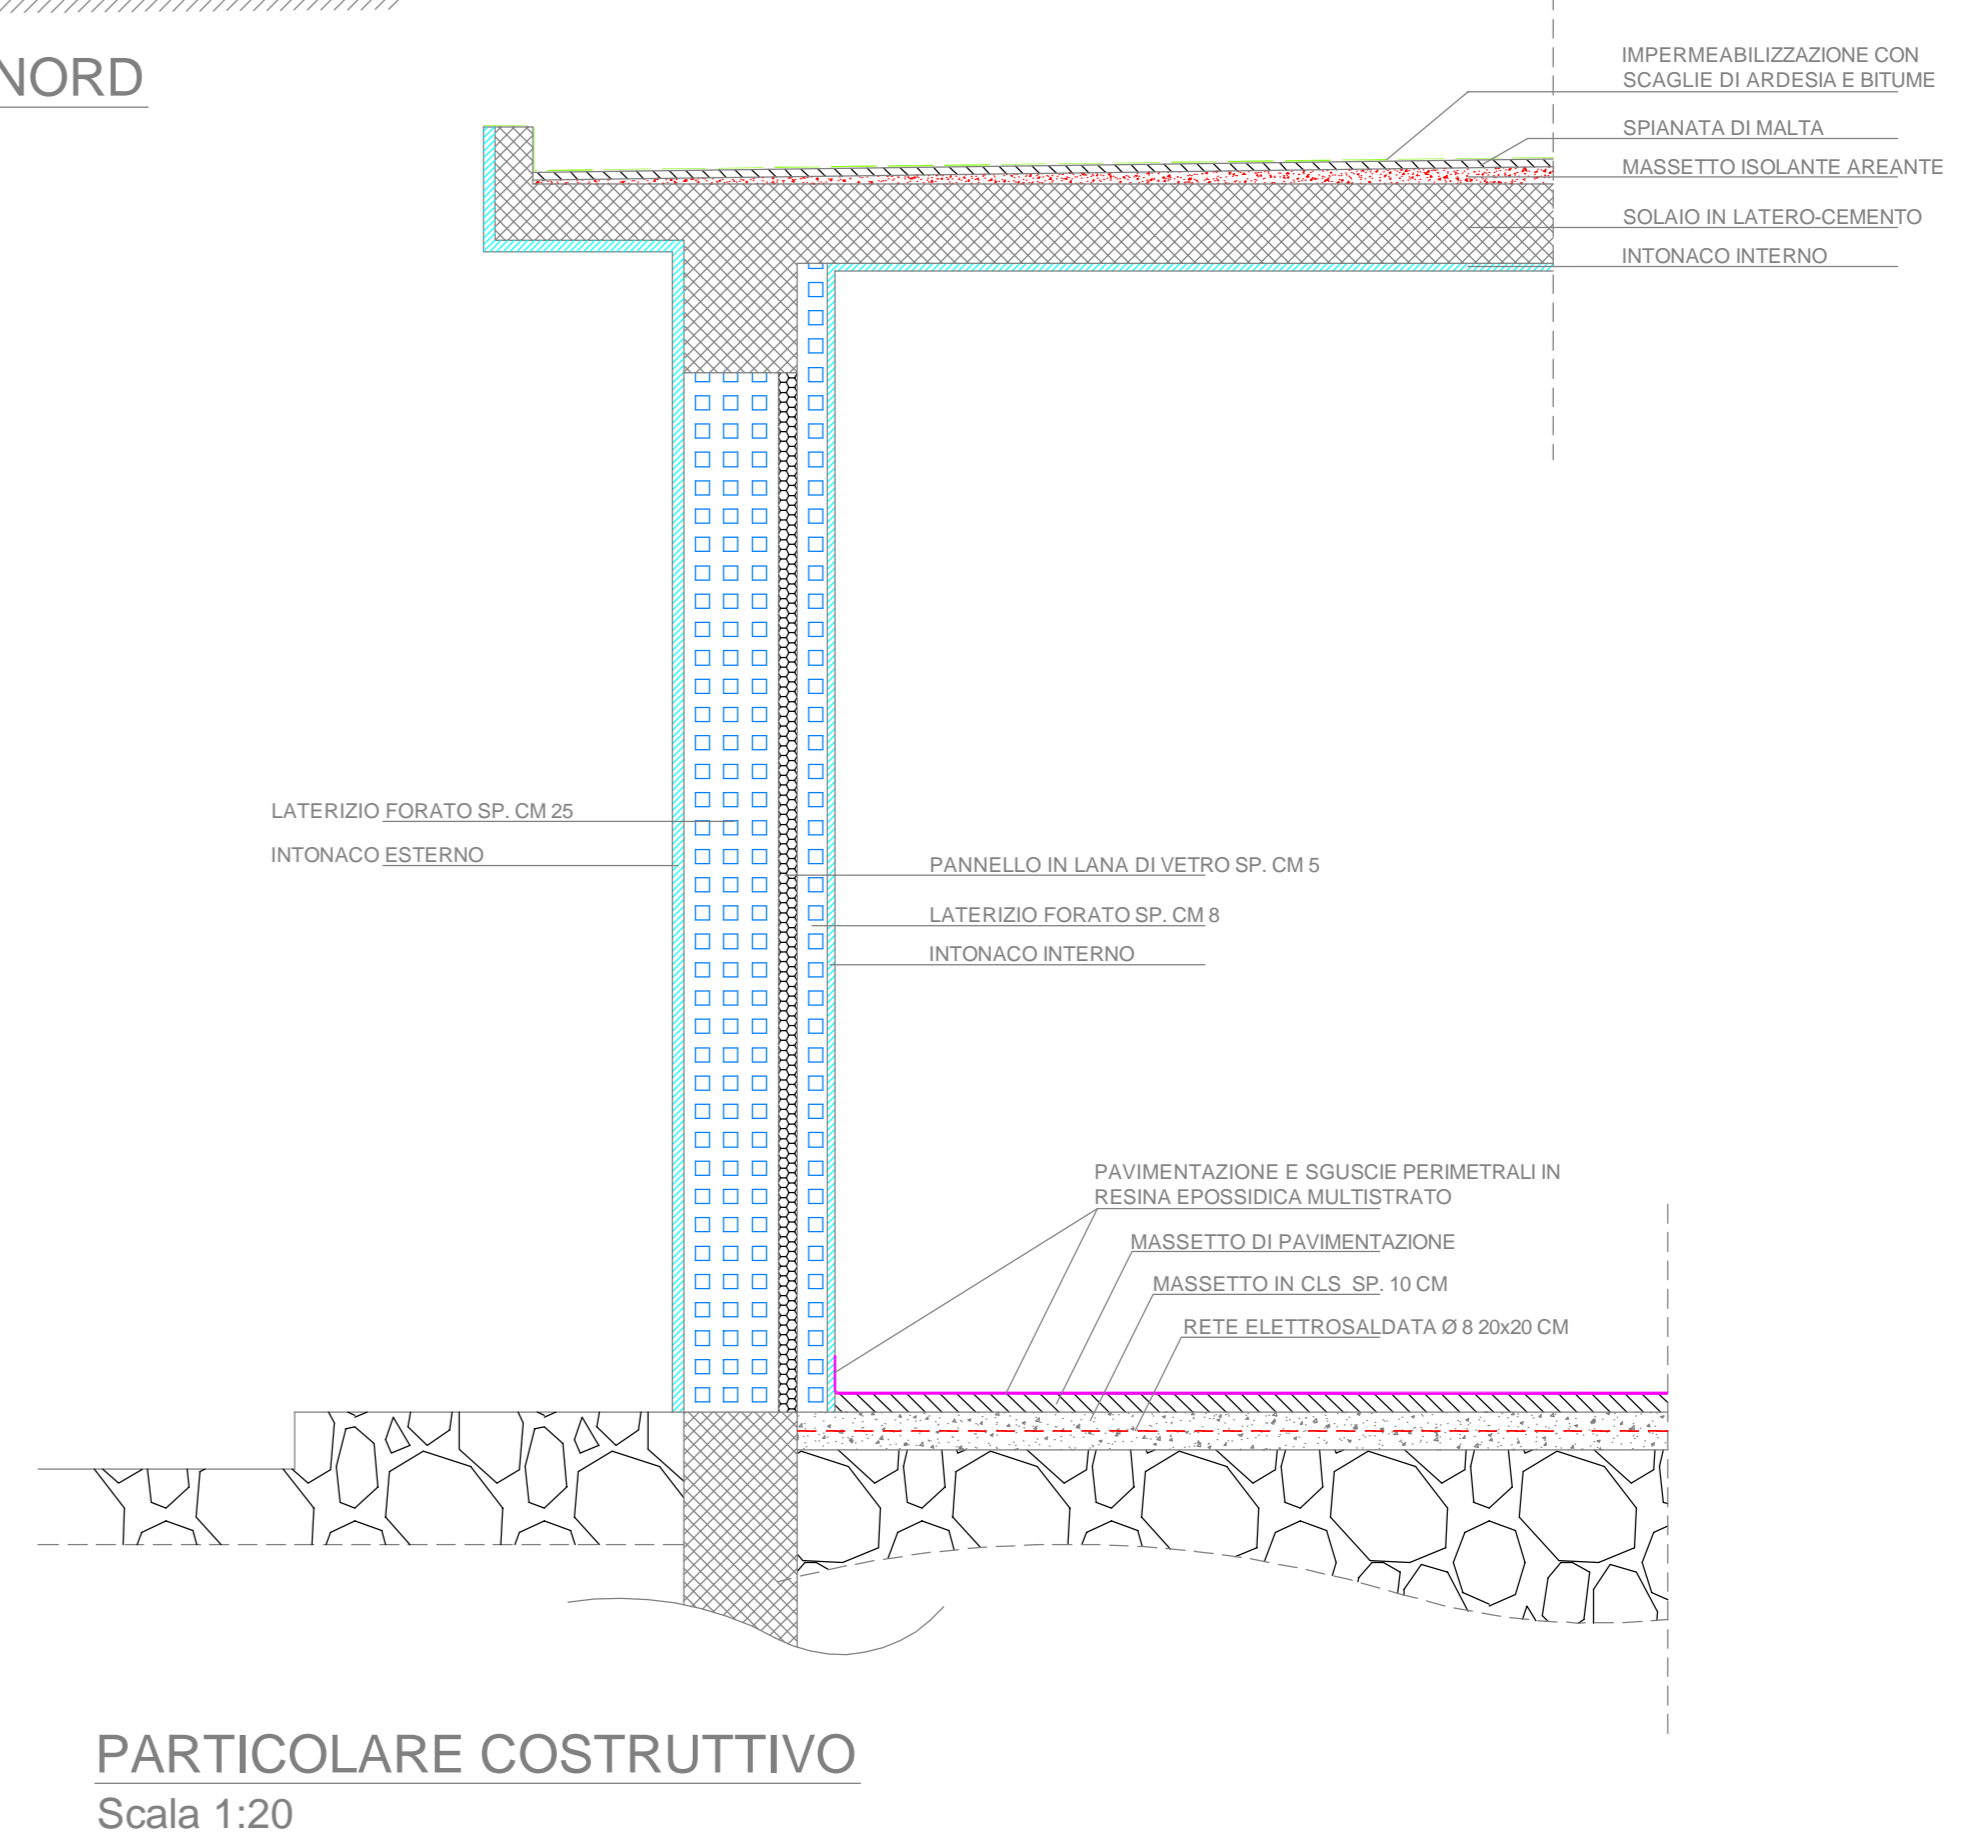 NORD
IMPERMEABILIZZAZIONE CON
SCAGLIE DI ARDESIA E BITUME
SPIANATA DI MALTA
MASSETTO ISOLANTE AREANTE
SOLAIO IN LATERO-CEMENTO
INTONACO INTERNO
LATERIZIO FORATO SP. CM 25
INTONACO ESTERNO
PANNELLO IN LANA DI VETRO SP. CM 5
LATERIZIO FORATO SP. CM 8
INTONACO INTERNO
PAVIMENTAZIONE E SGUSCIE PERIMETRALI IN
RESINA EPOSSIDICA MULTISTRATO
MASSETTO DI PAVIMENTAZIONE
MASSETTO IN CLS SP. 10 CM
RETE ELETTROSALDATA Ø 8 20x20 CM
PARTICOLARE COSTRUTTIVO
Scala 1:20